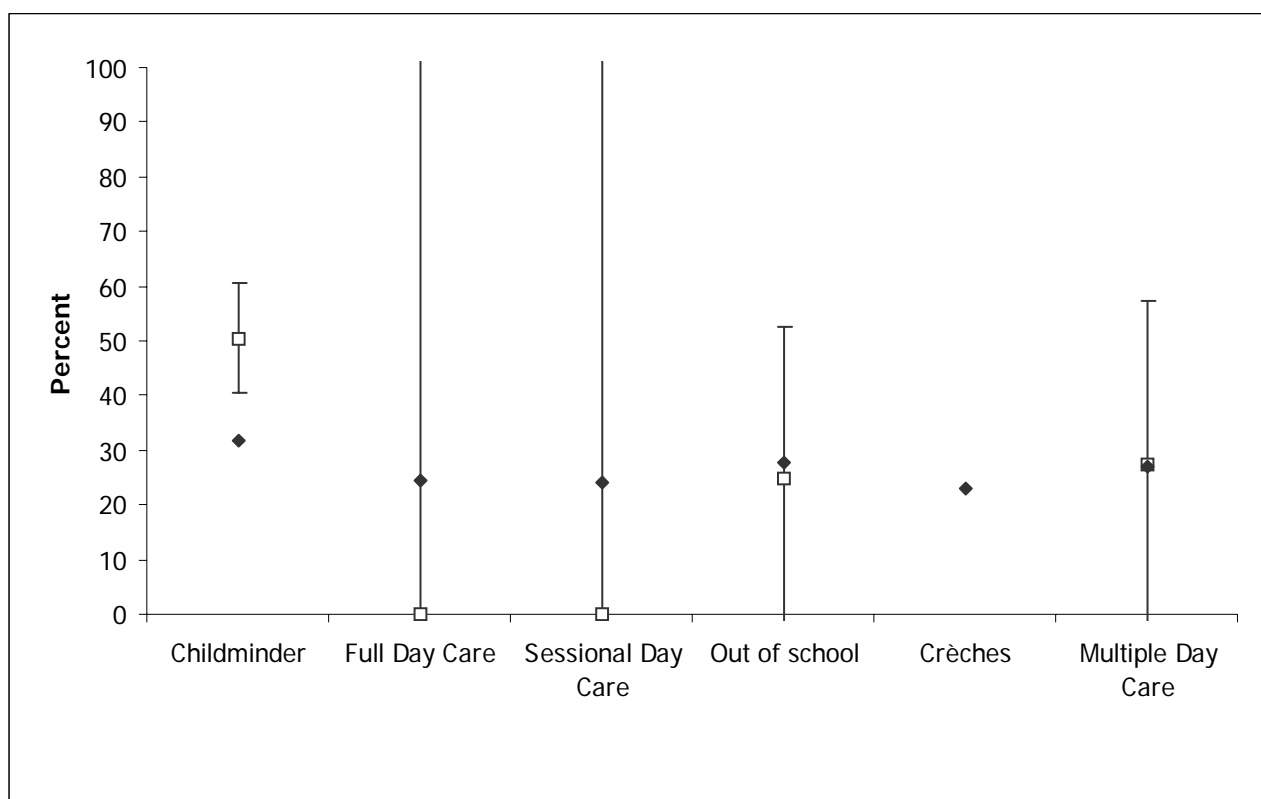 100
90
80
70
60
50
40
30
20
10
0
Percent
Childminder
Full Day Care
Sessional Day
Care
Out of school
Crèches
Multiple Day
Care